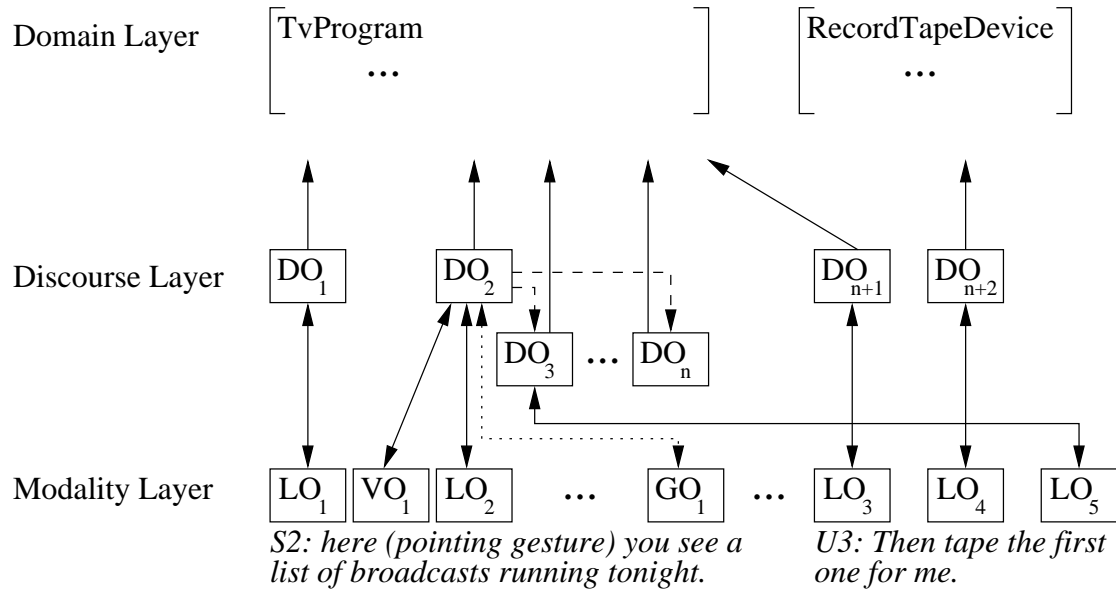 Domain Layer
TvProgram
...
RecordTapeDevice
...
Discourse Layer
DO1
DO2
DOn+1
DOn+2
DO3
...
DOn
Modality Layer
LO1
VO1
LO2
...
GO1
...
LO3
LO4
LO5
S2: here (pointing gesture) you see a
list of broadcasts running tonight.
U3: Then tape the first
one for me.